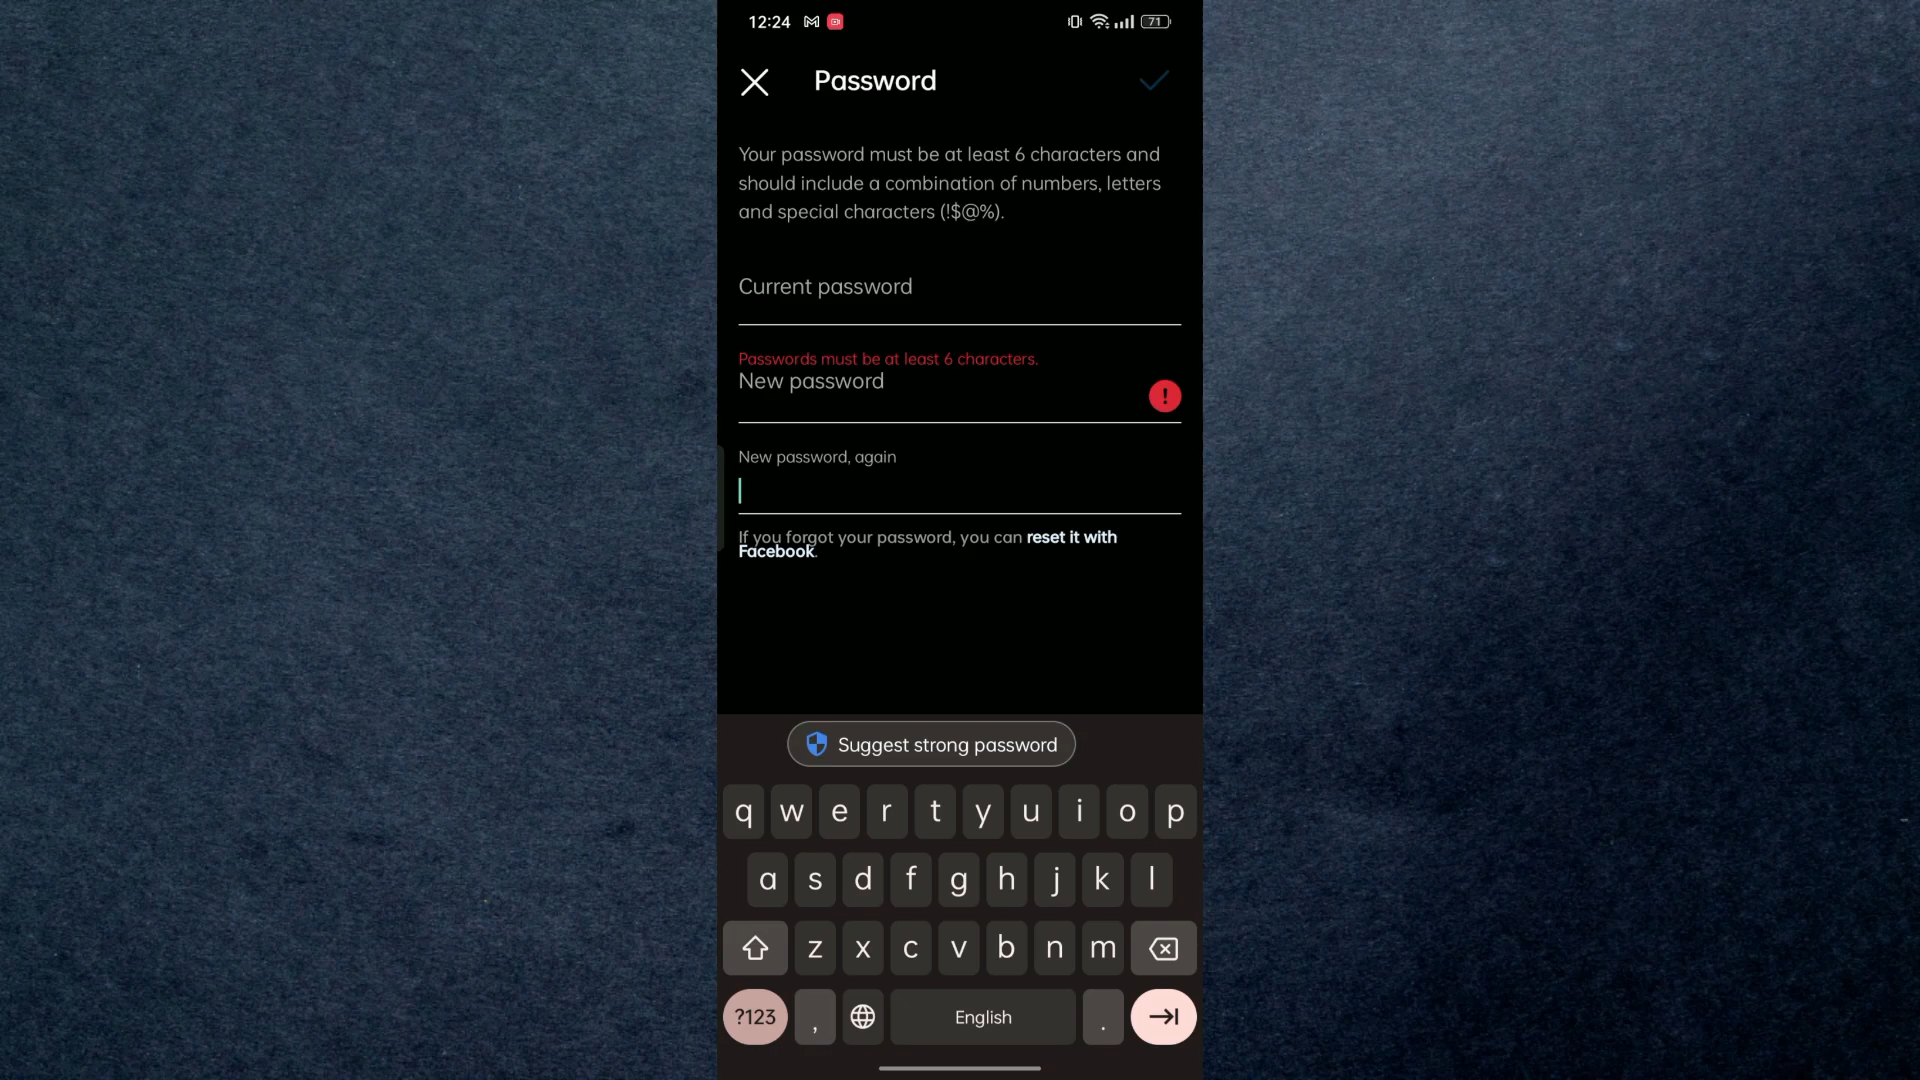 12:24
71
Password
Your password must be at least 6 characters and
should include a combination of numbers, letters
and special characters (!$@%).
Current password
Passwords must be at least 6 characters.
New password
!
New password, again
If you forgot your password, you can reset it with
Facebook.
Suggest strong password
q w e r t y u i o p
a s d f g h j k l
z x c v b n m
?123 , English .